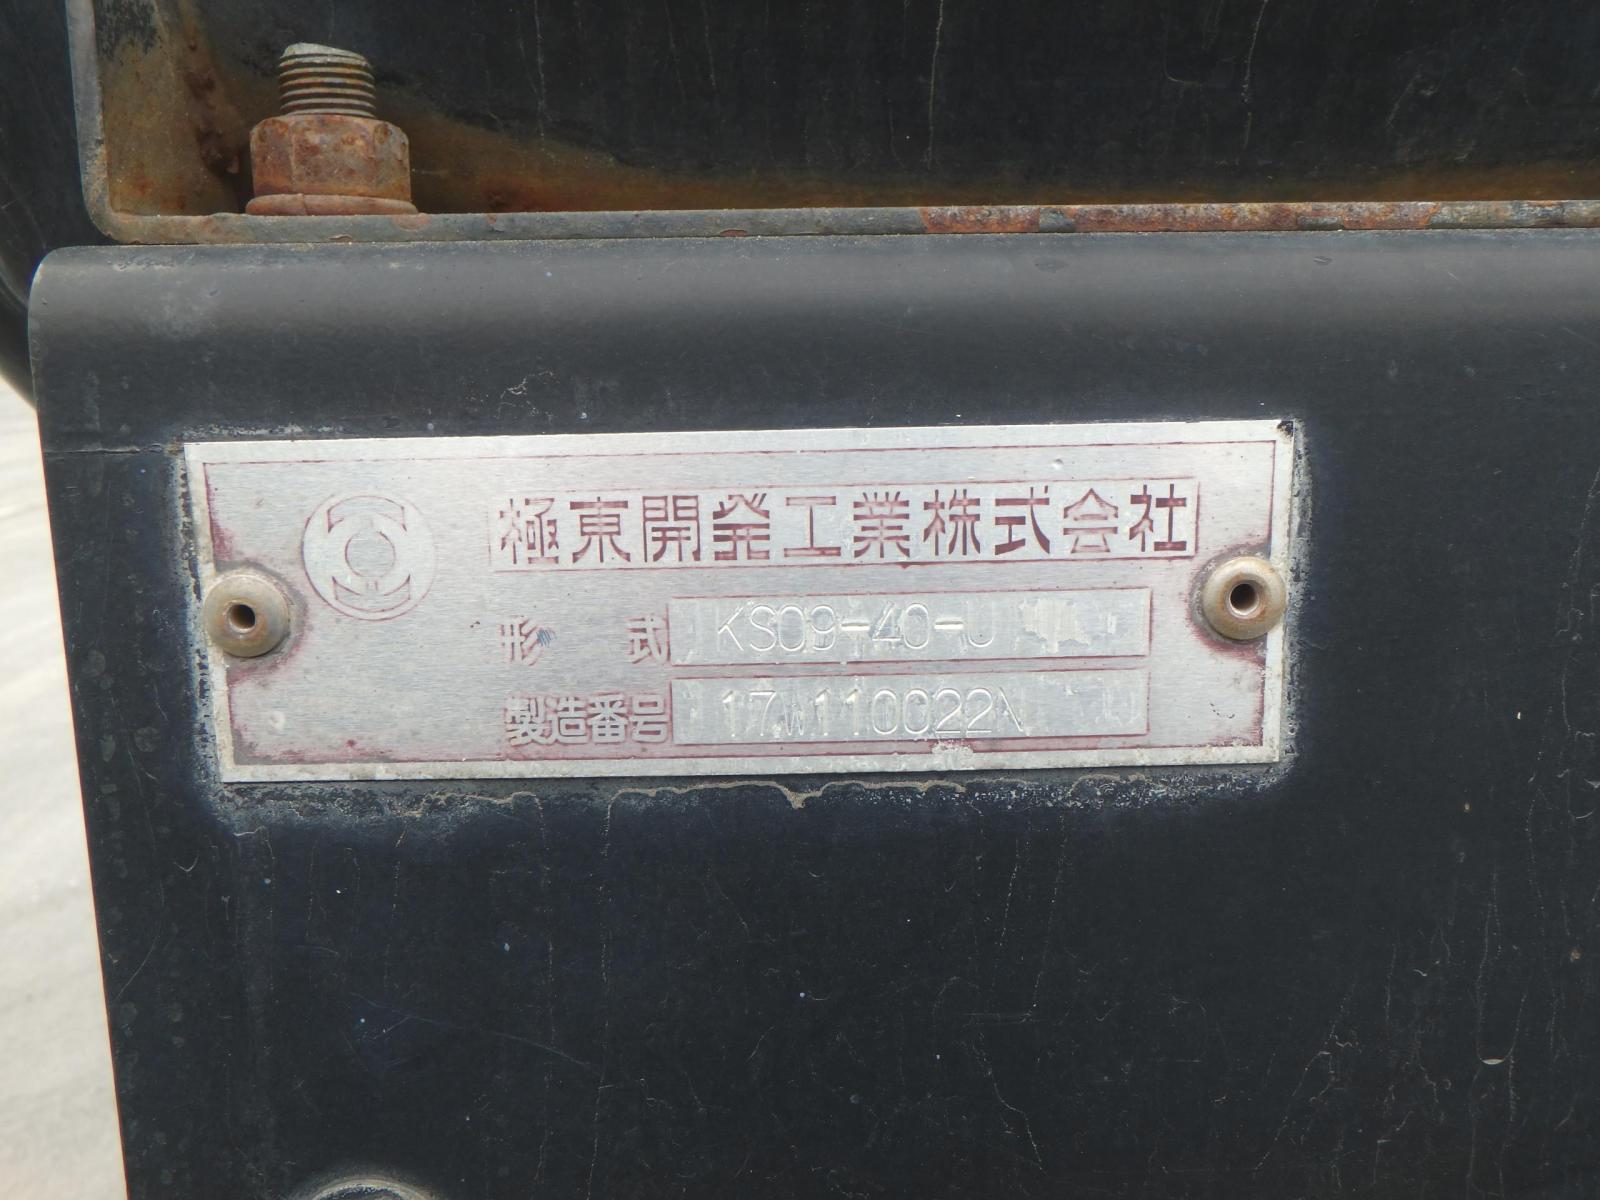 極東開発工業株式会社
形 式 KS09-40-U
製造番号 17W110022N